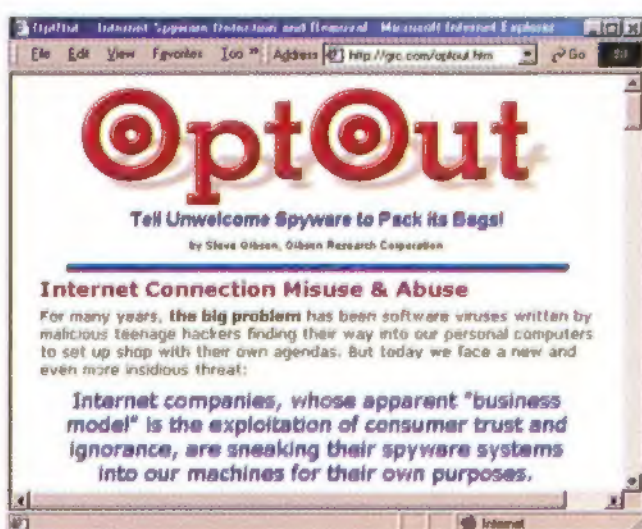 OptOut - Internet Spyware Detection and Removal - Microsoft Internet Explorer
File Edit View Favorites Too » Address http://grc.com/optout.htm Go
OptOut
Tell Unwelcome Spyware to Pack its Bags!
by Steve Gibson, Gibson Research Corporation
Internet Connection Misuse & Abuse
For many years, the big problem has been software viruses written by
malicious teenage hackers finding their way into our personal computers
to set up shop with their own agendas. But today we face a new and
even more insidious threat:
Internet companies, whose apparent "business
model" is the exploitation of consumer trust and
ignorance, are sneaking their spyware systems
into our machines for their own purposes.
Internet